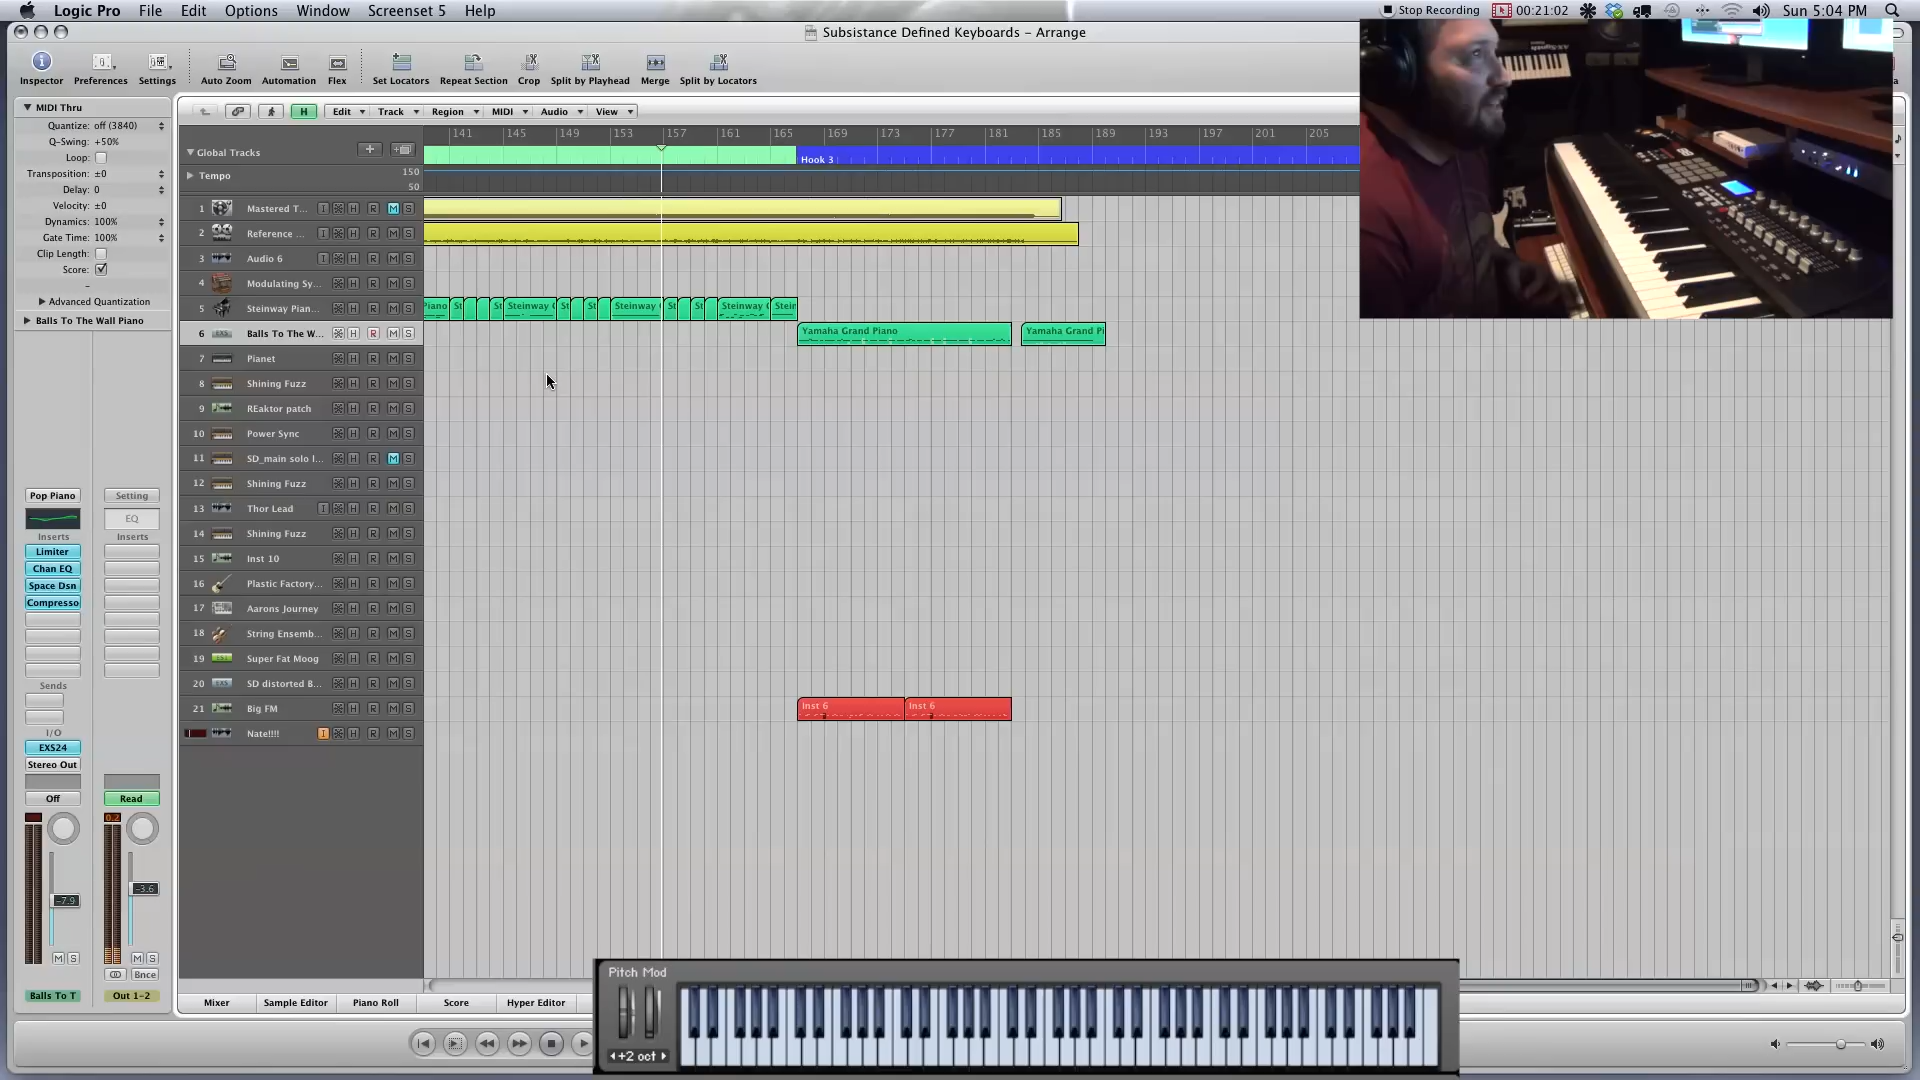 Logic Pro File Edit Options Window Screenset 5 Help
Stop Recording 00:21:02 Sun 5:04 PM
Subsistance Defined Keyboards – Arrange
Inspector Preferences Settings Auto Zoom Automation Flex Set Locators Repeat Section Crop Split by Playhead Merge Split by Locators
MIDI Thru
Quantize: off (3840)
Q-Swing: +50%
Loop:
Transposition: ±0
Delay: 0
Velocity: ±0
Dynamics: 100%
Gate Time: 100%
Clip Length:
Score:
–
Advanced Quantization
Balls To The Wall Piano
H Edit Track Region MIDI Audio View
141 145 149 153 157 161 165 169 173 177 181 185 189 193 197 201 205
Global Tracks
Hook 3
Tempo 150
50
1 Mastered T... I H R M S
2 Reference ... I H R M S
3 Audio 6 I H R M S
4 Modulating Sy... H R M S
5 Steinway Pian... H R M S
Piano St St Steinway G St St Steinway St St Steinway G Stein
6 Balls To The W... H R M S
Yamaha Grand Piano Yamaha Grand Pi
7 Pianet H R M S
8 Shining Fuzz H R M S
9 REaktor patch H R M S
10 Power Sync H R M S
11 SD_main solo l... H R M S
12 Shining Fuzz H R M S
13 Thor Lead I H R M S
14 Shining Fuzz H R M S
15 Inst 10 H R M S
16 Plastic Factory... H R M S
17 Aarons Journey H R M S
18 String Ensemb... H R M S
19 Super Fat Moog H R M S
20 SD distorted B... H R M S
21 Big FM H R M S
Inst 6 Inst 6
Nate!!!! I H R M S
Pop Piano Setting
EQ
Inserts Inserts
Limiter
Chan EQ
Space Dsn
Compresso
Sends
I/O
EXS24
Stereo Out
Off Read
0.2
-7.9 -3.6
M S M S
Bnce
Balls To T Out 1-2
Mixer Sample Editor Piano Roll Score Hyper Editor
Pitch Mod
+2 oct